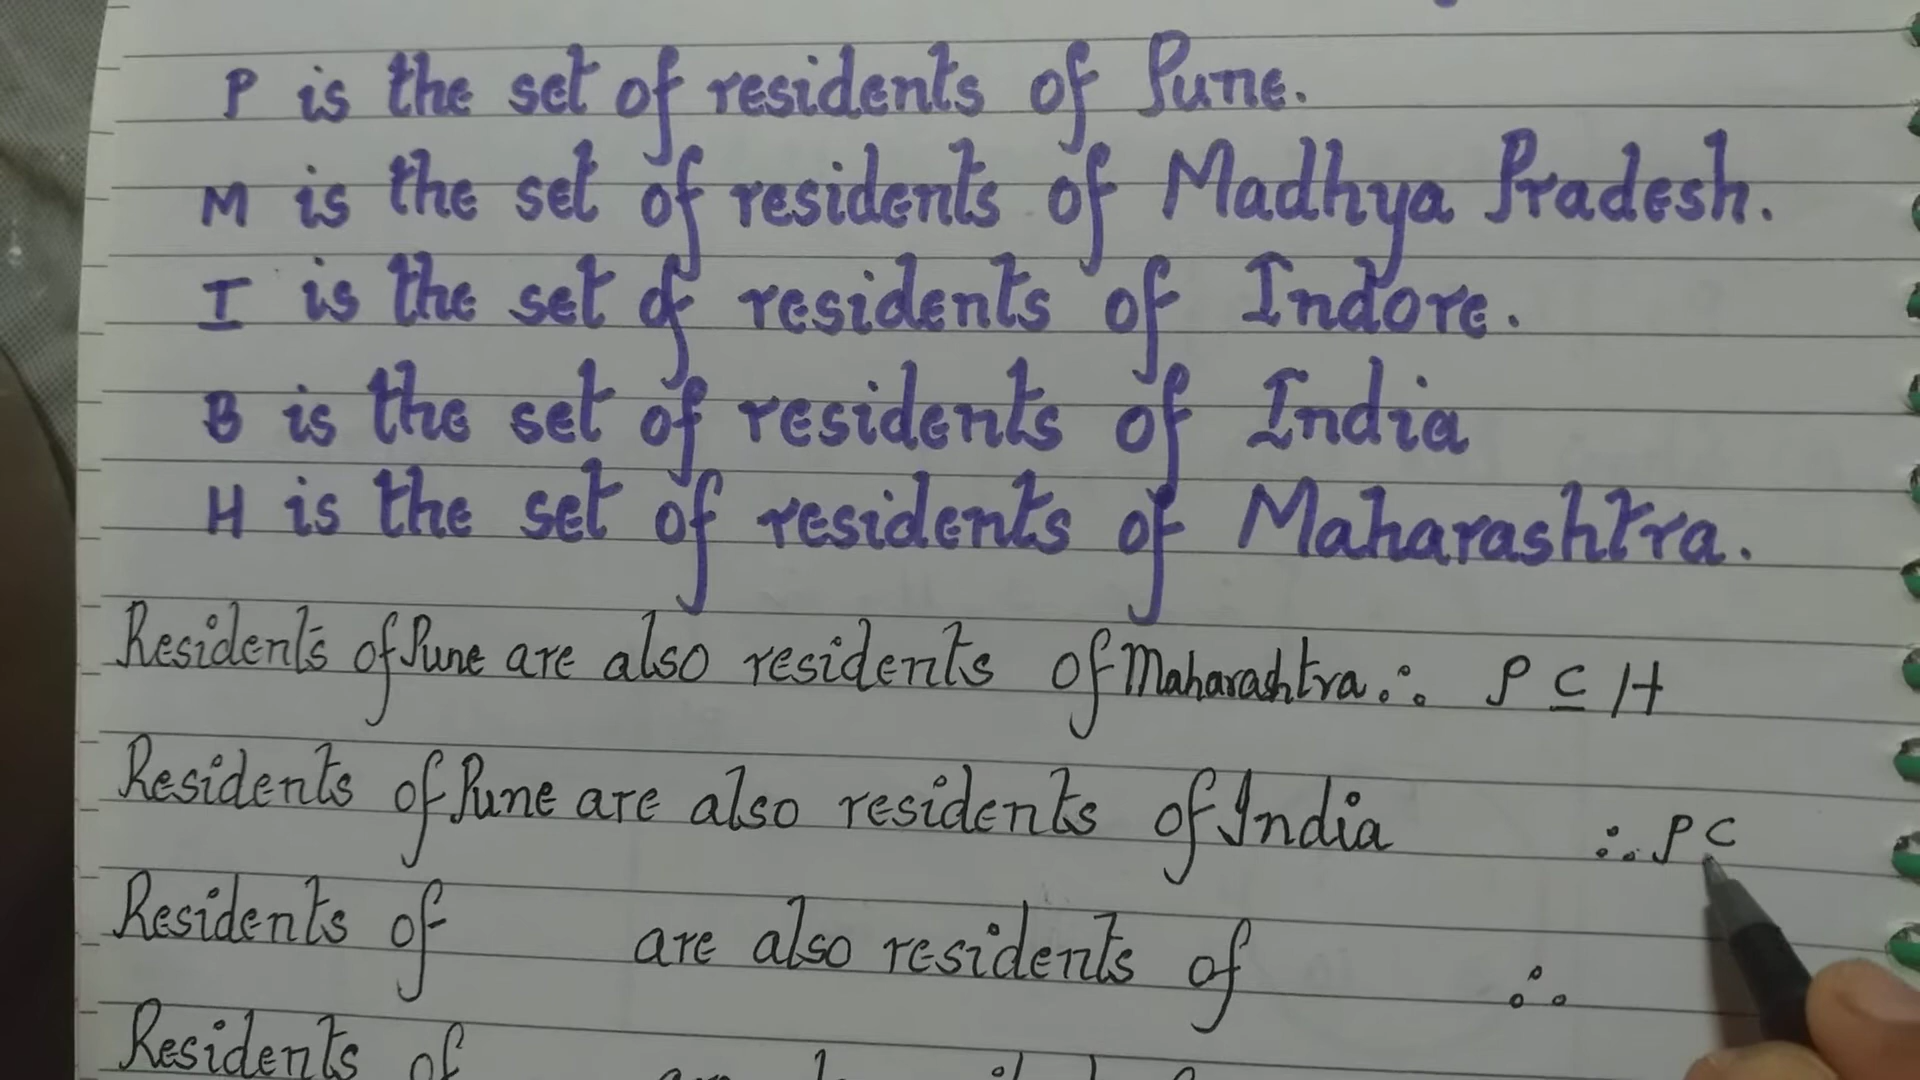 P is the set of residents of Pune.
M is the set of residents of Madhya Pradesh.
I is the set of residents of Indore.
B is the set of residents of India
H is the set of residents of Maharashtra.
Residents of Pune are also residents of Maharashtra. ∴ P ⊆ H
Residents of Pune are also residents of India ∴ P ⊂
Residents of are also residents of ∴
Residents of